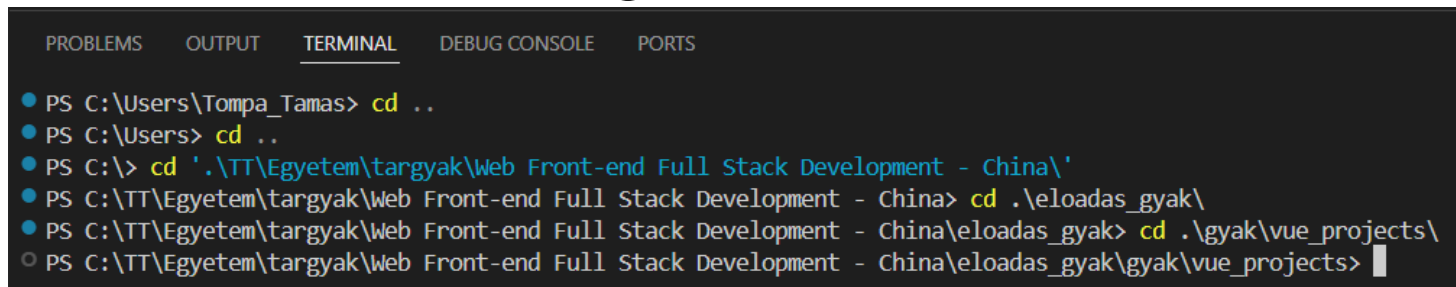 PROBLEMS OUTPUT TERMINAL DEBUG CONSOLE PORTS
PS C:\Users\Tompa_Tamas> cd ..
PS C:\Users> cd ..
PS C:\> cd '.\TT\Egyetem\targyak\Web Front-end Full Stack Development - China\'
PS C:\TT\Egyetem\targyak\Web Front-end Full Stack Development - China> cd .\eloadas_gyak\
PS C:\TT\Egyetem\targyak\Web Front-end Full Stack Development - China\eloadas_gyak> cd .\gyak\vue_projects\
PS C:\TT\Egyetem\targyak\Web Front-end Full Stack Development - China\eloadas_gyak\gyak\vue_projects>